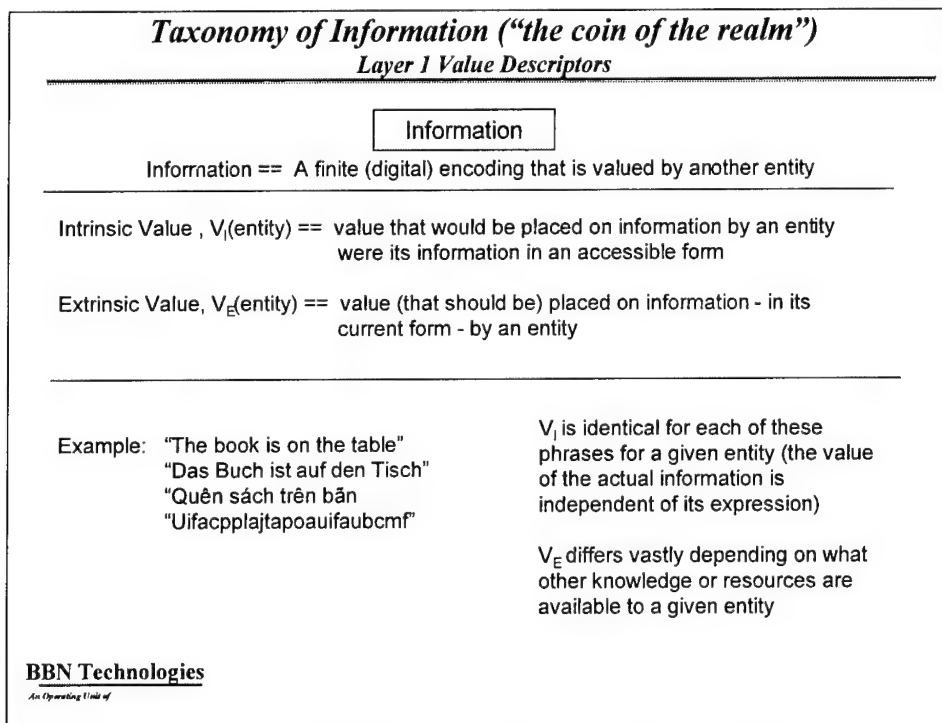 Taxonomy of Information (“the coin of the realm”)
Layer 1 Value Descriptors
Information
Information == A finite (digital) encoding that is valued by another entity
Intrinsic Value , VI(entity) == value that would be placed on information by an entity
were its information in an accessible form
Extrinsic Value, VE(entity) == value (that should be) placed on information - in its
current form - by an entity
Example: “The book is on the table”
“Das Buch ist auf den Tisch”
“Quên sách trên bãn
“Uifacpplajtapoauifaubcmf”
VI is identical for each of these
phrases for a given entity (the value
of the actual information is
independent of its expression)
VE differs vastly depending on what
other knowledge or resources are
available to a given entity
BBN Technologies
An Operating Unit of